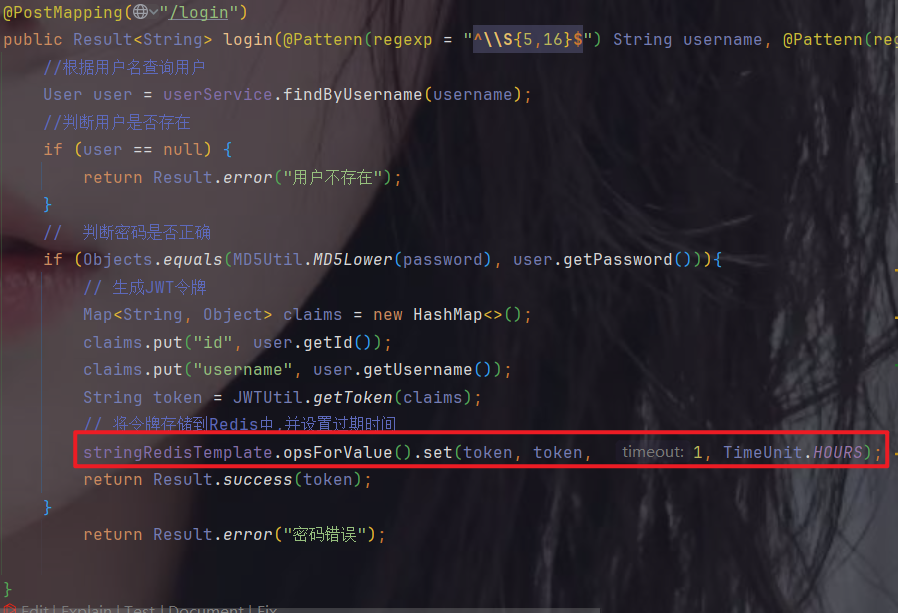 @PostMapping("/login")
public Result<String> login(@Pattern(regexp = "^\\S{5,16}$") String username, @Pattern(reg
//根据用户名查询用户
User user = userService.findByUsername(username);
//判断用户是否存在
if (user == null) {
return Result.error("用户不存在");
}
// 判断密码是否正确
if (Objects.equals(MD5Util.MD5Lower(password), user.getPassword())){
// 生成JWT令牌
Map<String, Object> claims = new HashMap<>();
claims.put("id", user.getId());
claims.put("username", user.getUsername());
String token = JWTUtil.getToken(claims);
// 将令牌存储到Redis中,并设置过期时间
stringRedisTemplate.opsForValue().set(token, token, timeout: 1, TimeUnit.HOURS);
return Result.success(token);
}
return Result.error("密码错误");
}
Edit | Explain | Test | Document | Fix